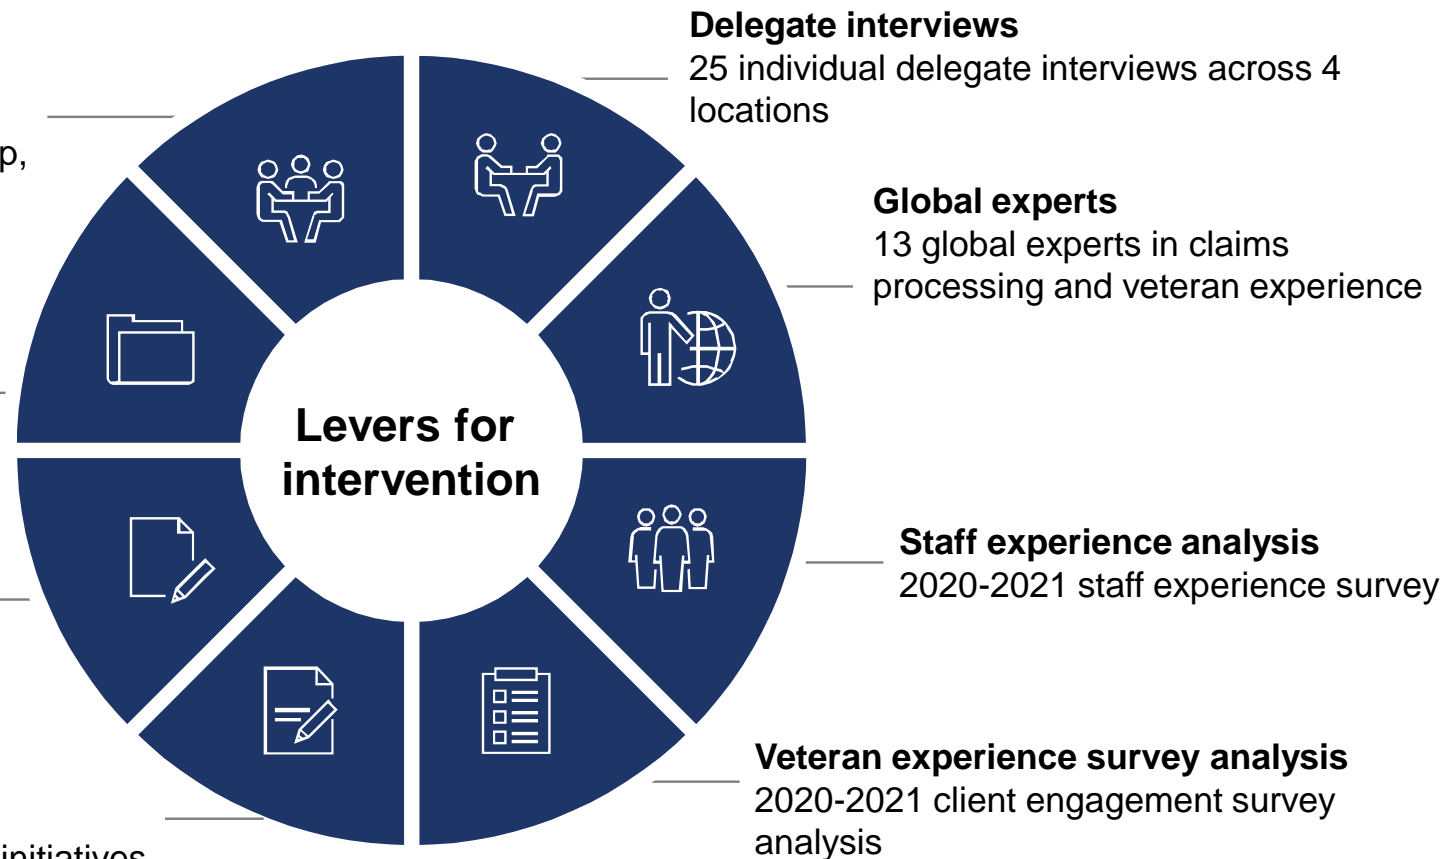 Delegate interviews
25 individual delegate interviews across 4
locations
p,
Global experts
13 global experts in claims
processing and veteran experience
Levers for
intervention
Staff experience analysis
2020-2021 staff experience survey
Veteran experience survey analysis
2020-2021 client engagement survey
analysis
initiatives